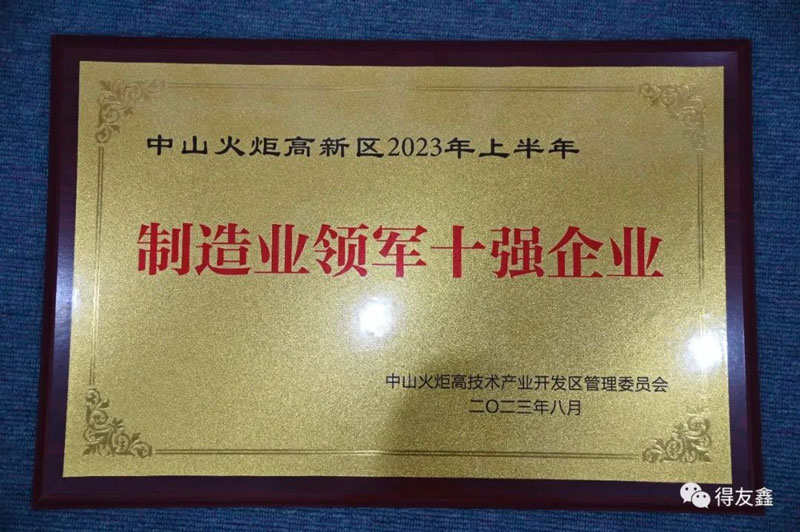 中山火炬高新区2023年上半年
制造业领军十强企业
中山火炬高技术产业开发区管理委员会
二〇二三年八月
得友鑫